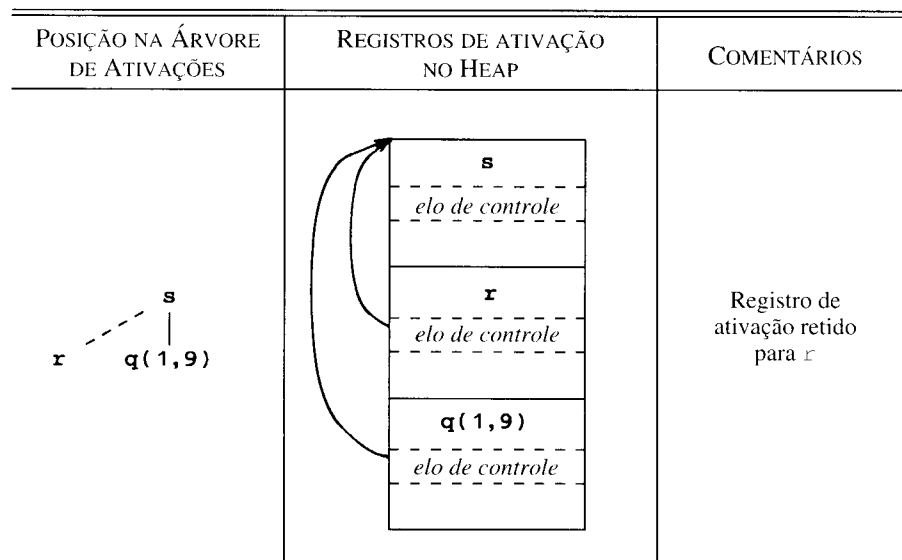 POSIÇÃO NA ÁRVORE
DE ATIVAÇÕES
REGISTROS DE ATIVAÇÃO
NO HEAP
COMENTÁRIOS
s
r
q(1,9)
s
elo de controle
r
elo de controle
q(1,9)
elo de controle
Registro de
ativação retido
para r